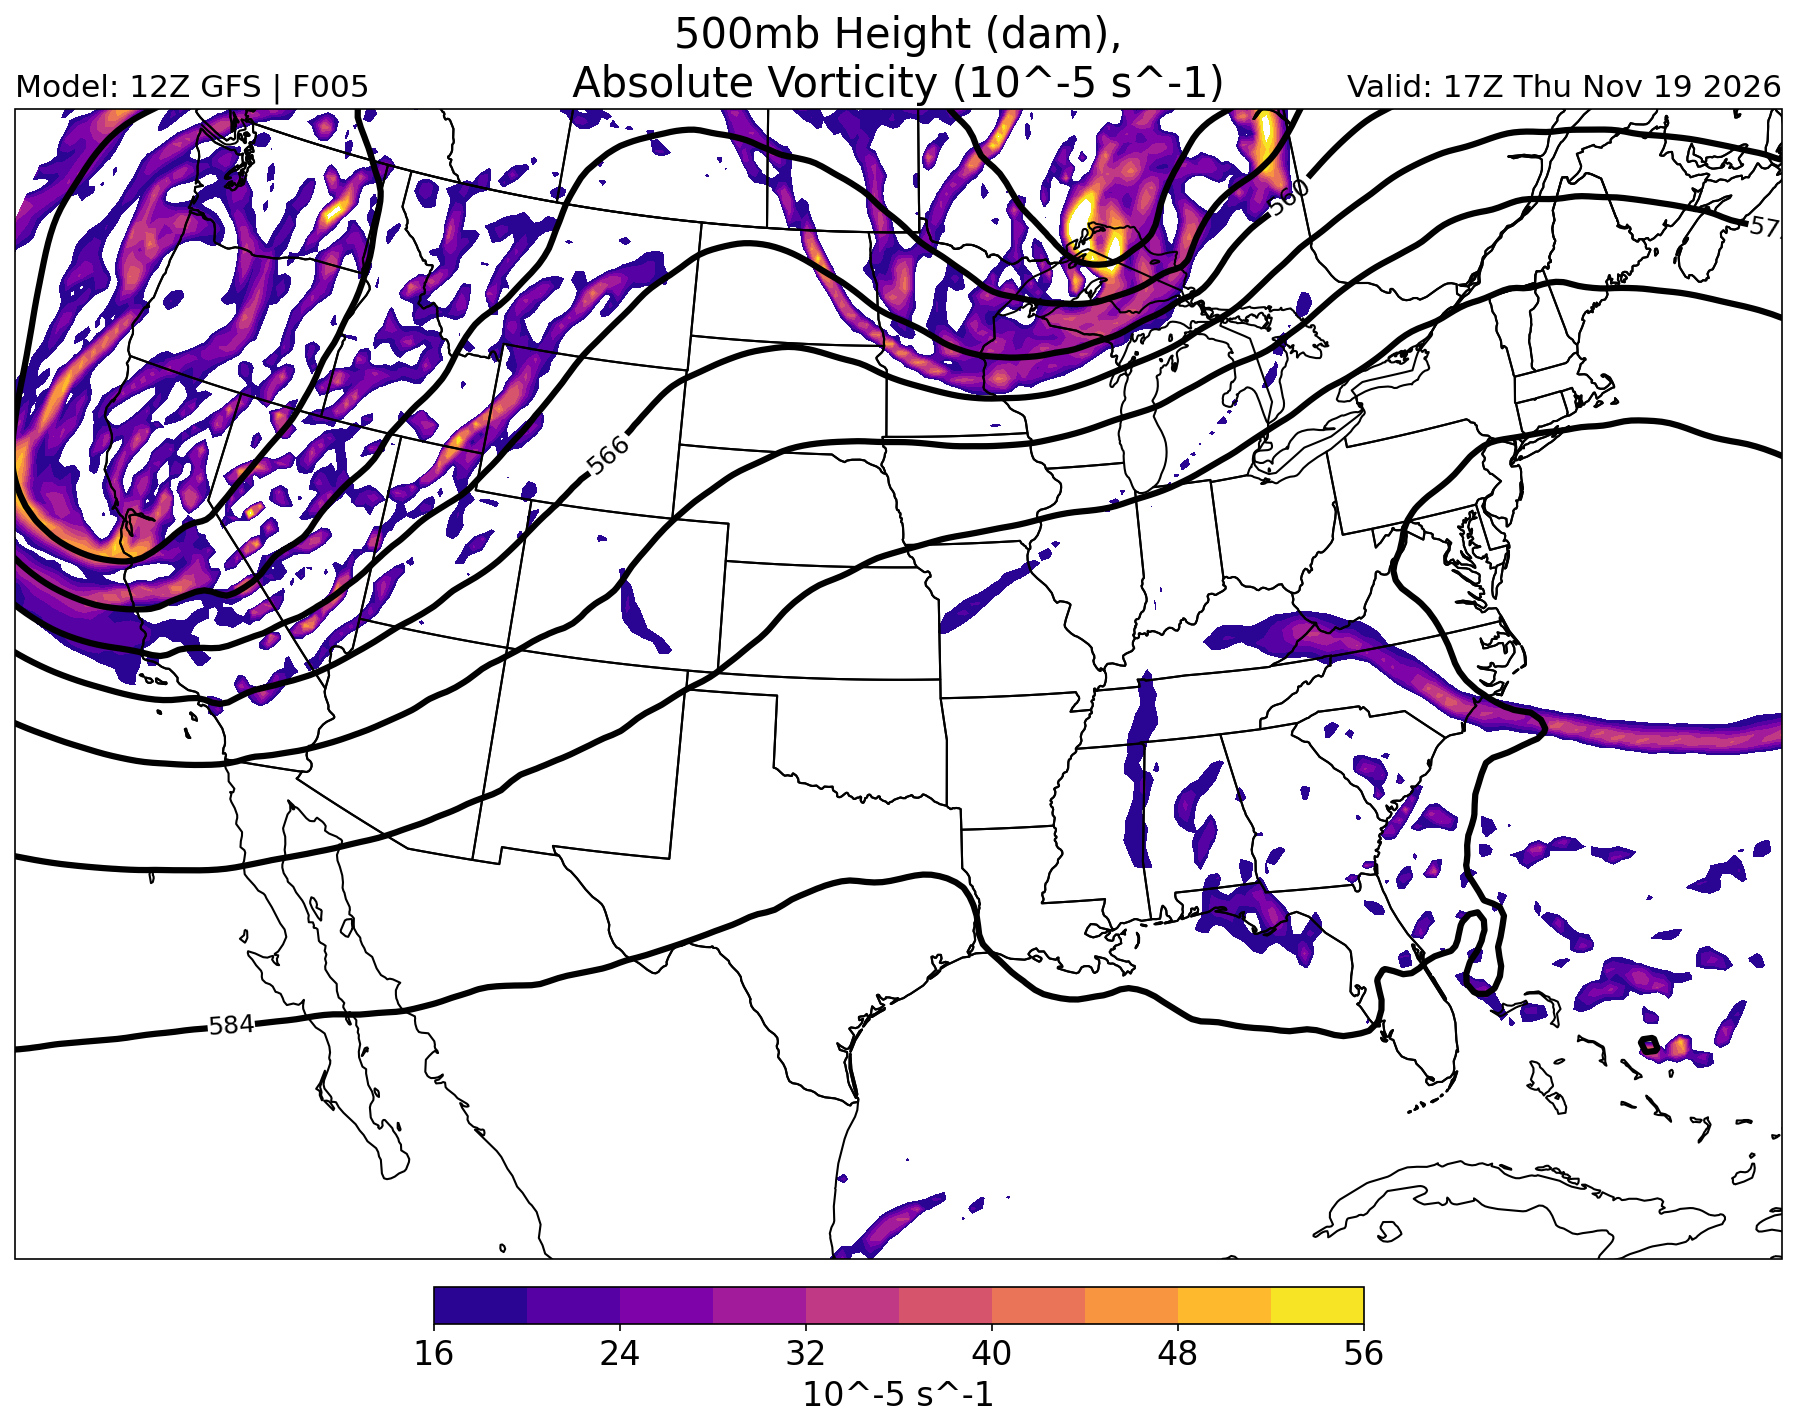 500mb Height (dam),
Absolute Vorticity (10^-5 s^-1)
Model: 12Z GFS | F005
Valid: 17Z Thu Nov 19 2026
560
566
584
16 24 32 40 48 56
10^-5 s^-1